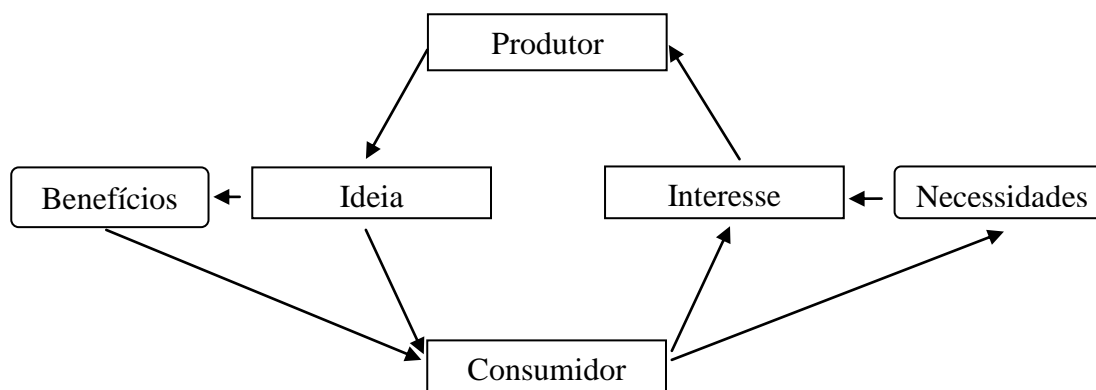 Produtor
Benefícios
Ideia
Interesse
Necessidades
Consumidor